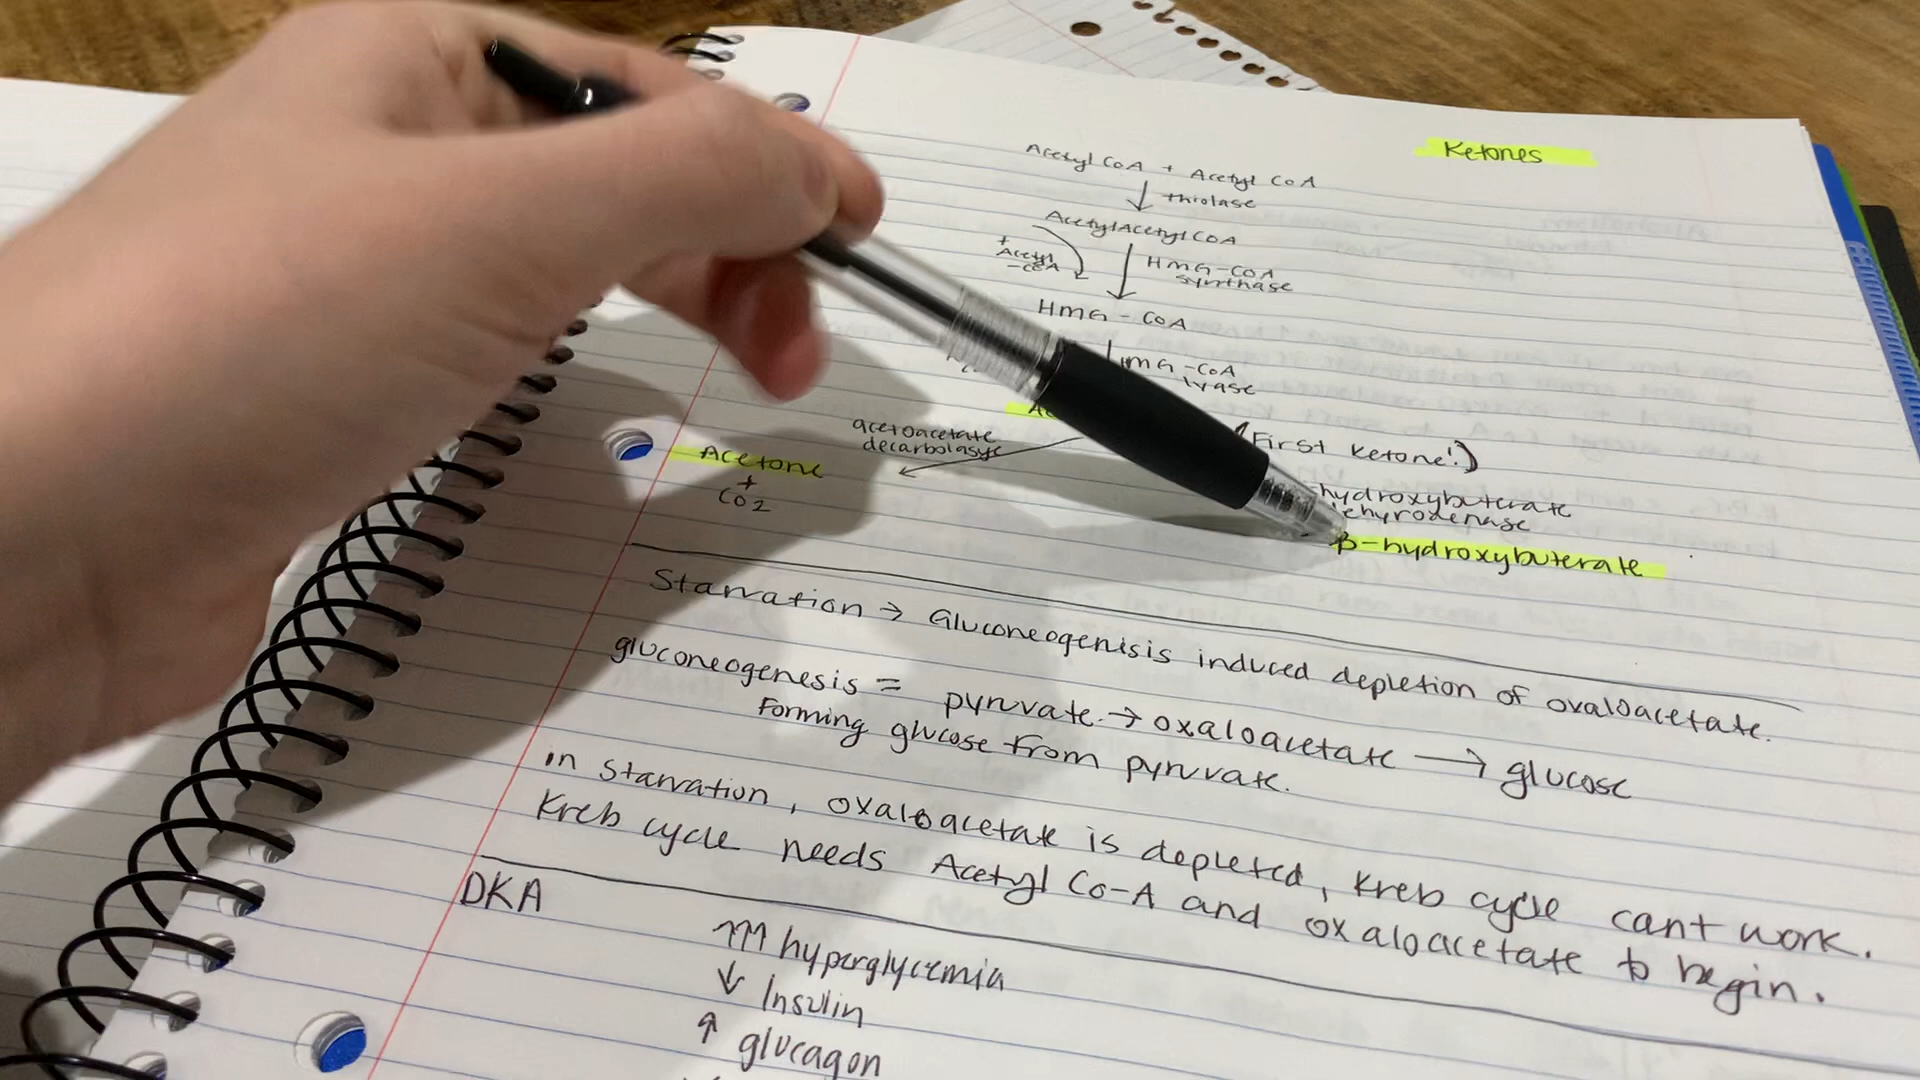 Ketones
Acetyl CoA + Acetyl CoA
thiolase
AcetylAcetyl CoA
+
Acetyl
-CoA
HMG-COA
synthase
HMG - COA
-COA
First ketone!)
acetoacetate
Acetone
+
CO2
hydroxybuterate
β-hydroxybuterate
Starvation → Gluconeogenisis induced depletion of oxaloacetate.
gluconeogenesis = pyruvate → oxaloacetate → glucose
Forming glucose from pyruvate.
in starvation, oxaloacetate is depleted, Kreb cycle cant work.
Kreb cycle needs Acetyl Co-A and oxaloacetate to begin.
DKA
↑↑↑ hyperglycemia
↓ Insulin
↑ glucagon